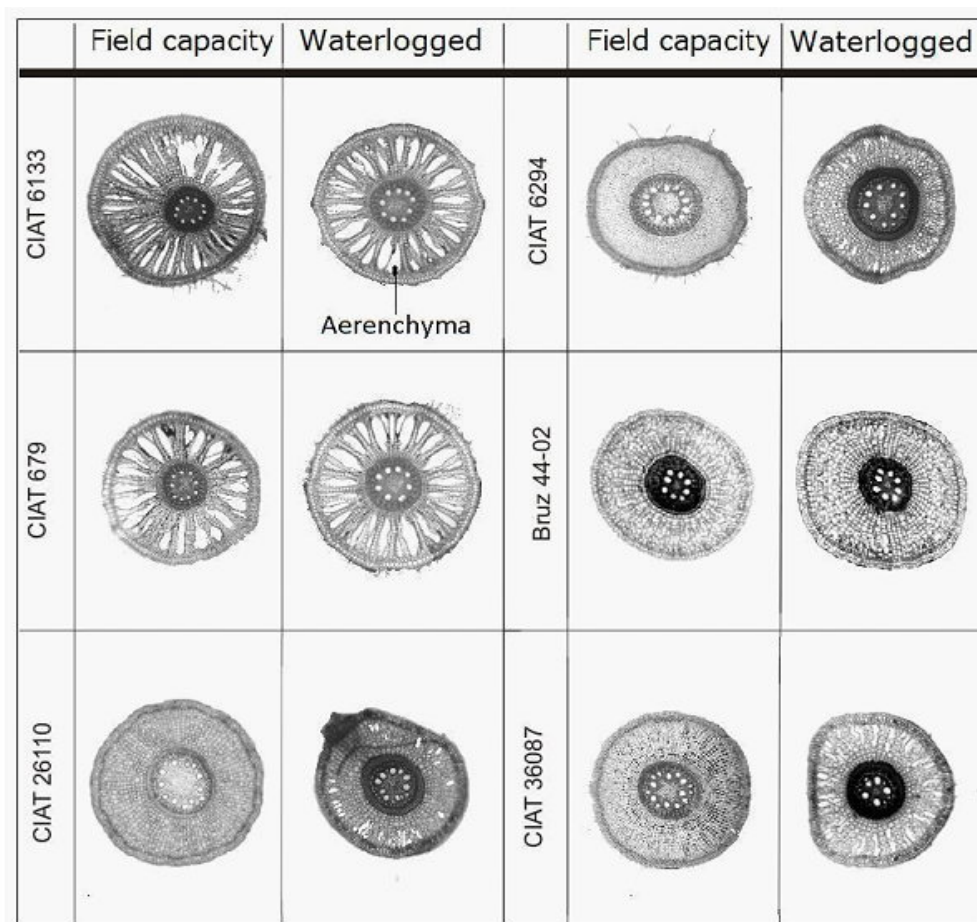 Field capacity
Waterlogged
Field capacity
Waterlogged
CIAT 6133
Aerenchyma
CIAT 6294
CIAT 679
Bruz 44-02
CIAT 26110
CIAT 36087